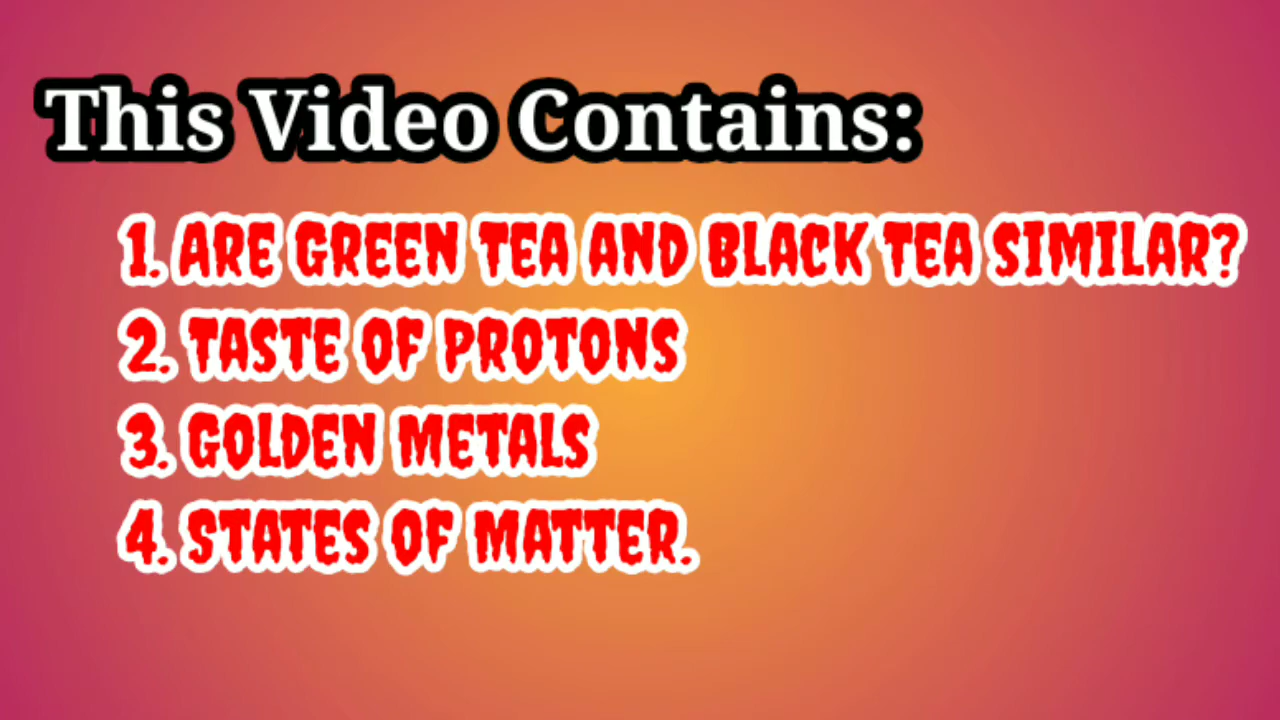 This Video Contains:
1. ARE GREEN TEA AND BLACK TEA SIMILAR?
2. TASTE OF PROTONS
3. GOLDEN METALS
4. STATES OF MATTER.